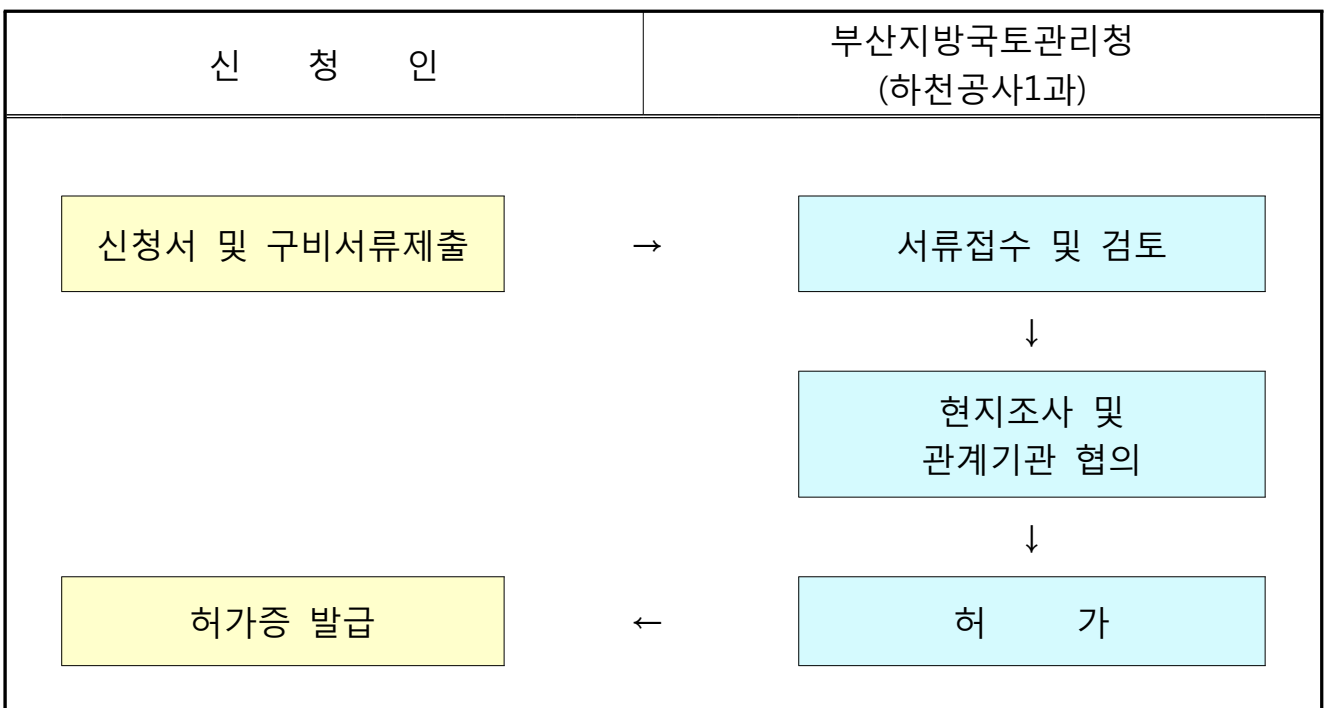 신 청 인
부산지방국토관리청
(하천공사1과)
신청서 및 구비서류제출
→
서류접수 및 검토
↓
현지조사 및
관계기관 협의
↓
허가증 발급
←
허 가